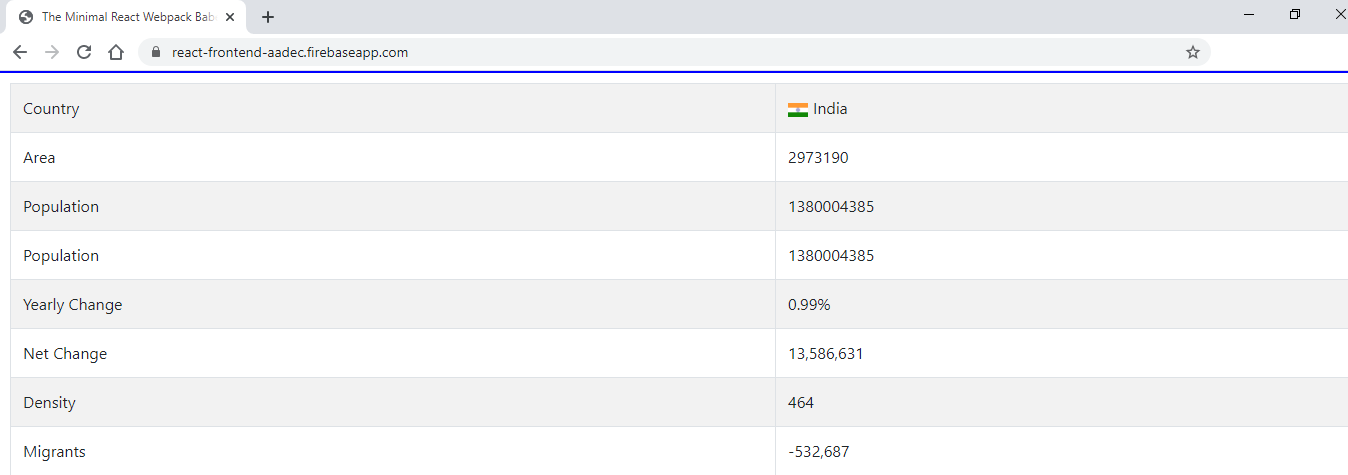 The Minimal React Webpack Bab
react-frontend-aadec.firebaseapp.com
Country India
Area 2973190
Population 1380004385
Population 1380004385
Yearly Change 0.99%
Net Change 13,586,631
Density 464
Migrants -532,687